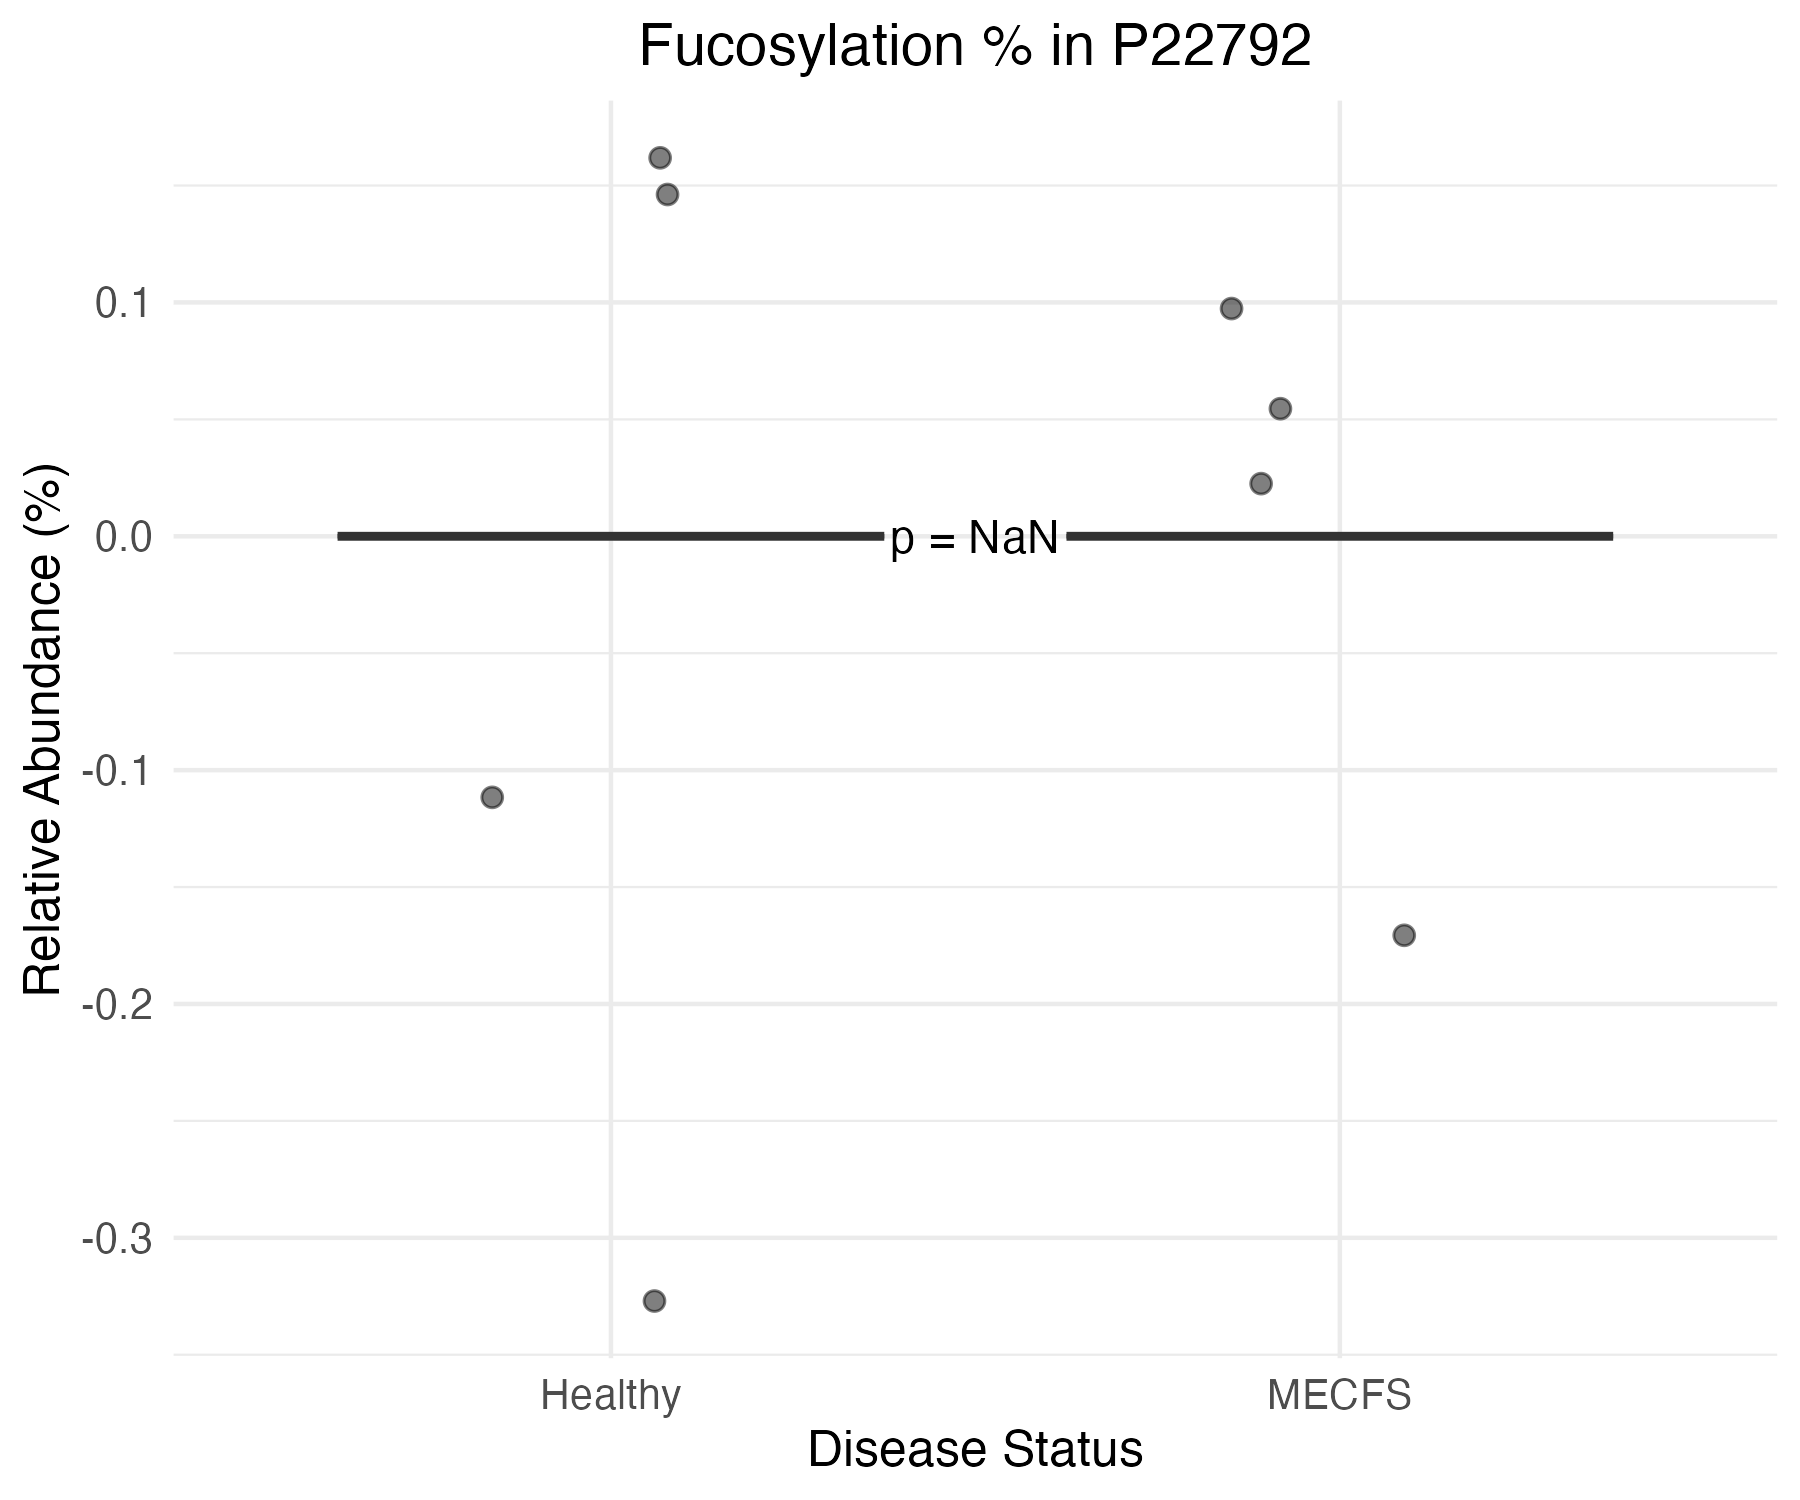 Fucosylation % in P22792
Relative Abundance (%)
0.1
0.0
-0.1
-0.2
-0.3
p = NaN
Healthy
MECFS
Disease Status